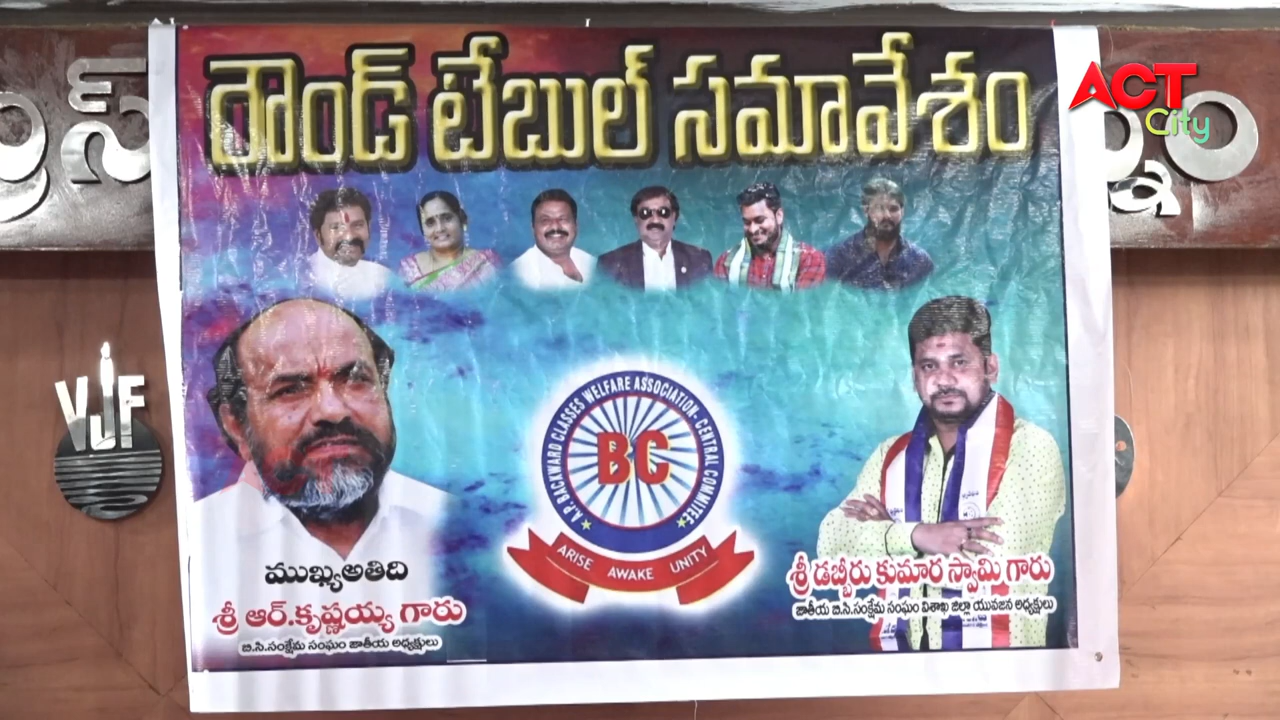 రౌండ్ టేబుల్ సమావేశం
ACT
City
VJF
A.P. BACKWARD CLASSES WELFARE ASSOCIATION- CENTRAL COMMITEE
BC
ARISE AWAKE UNITY
ముఖ్యఅతిది
శ్రీ ఆర్.కృష్ణయ్య గారు
బి.సి.సంక్షేమ సంఘం జాతీయ అధ్యక్షులు
శ్రీ డబ్బీరు కుమార స్వామి గారు
జాతీయ బి.సి.సంక్షేమ సంఘం విశాఖ జిల్లా యువజన అధ్యక్షులు